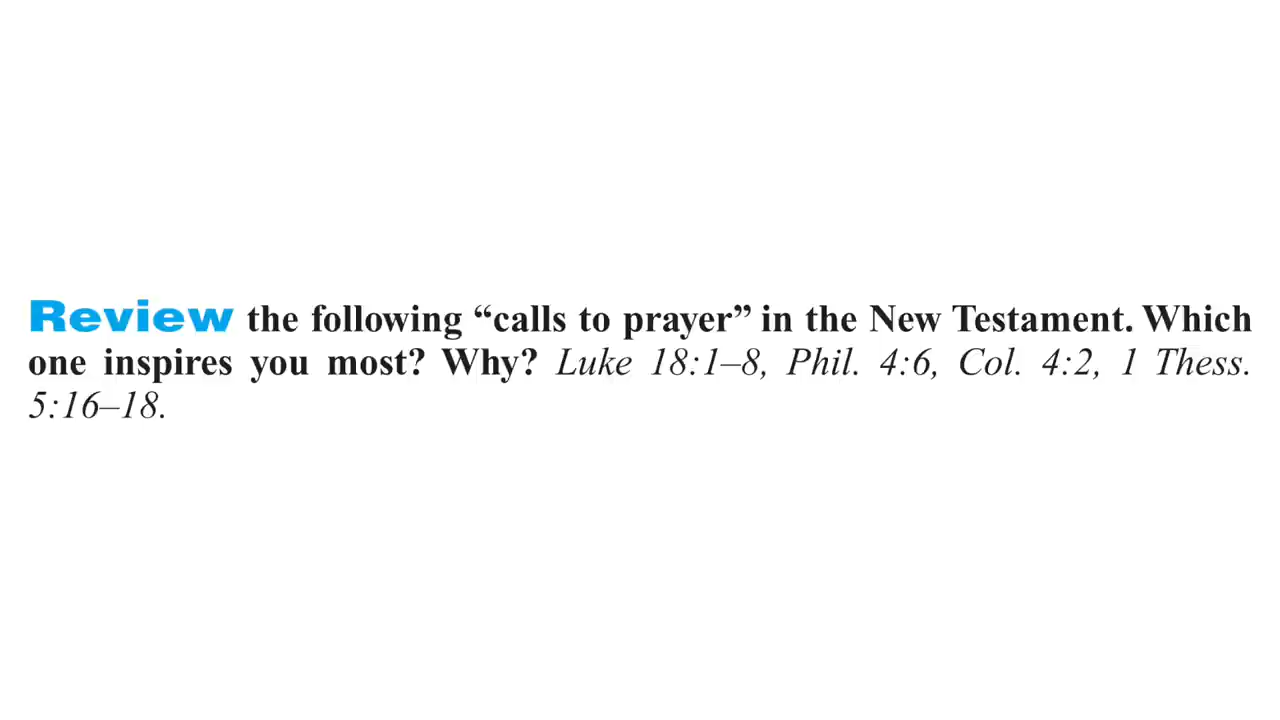 Review the following “calls to prayer” in the New Testament. Which
one inspires you most? Why? Luke 18:1–8, Phil. 4:6, Col. 4:2, 1 Thess.
5:16–18.